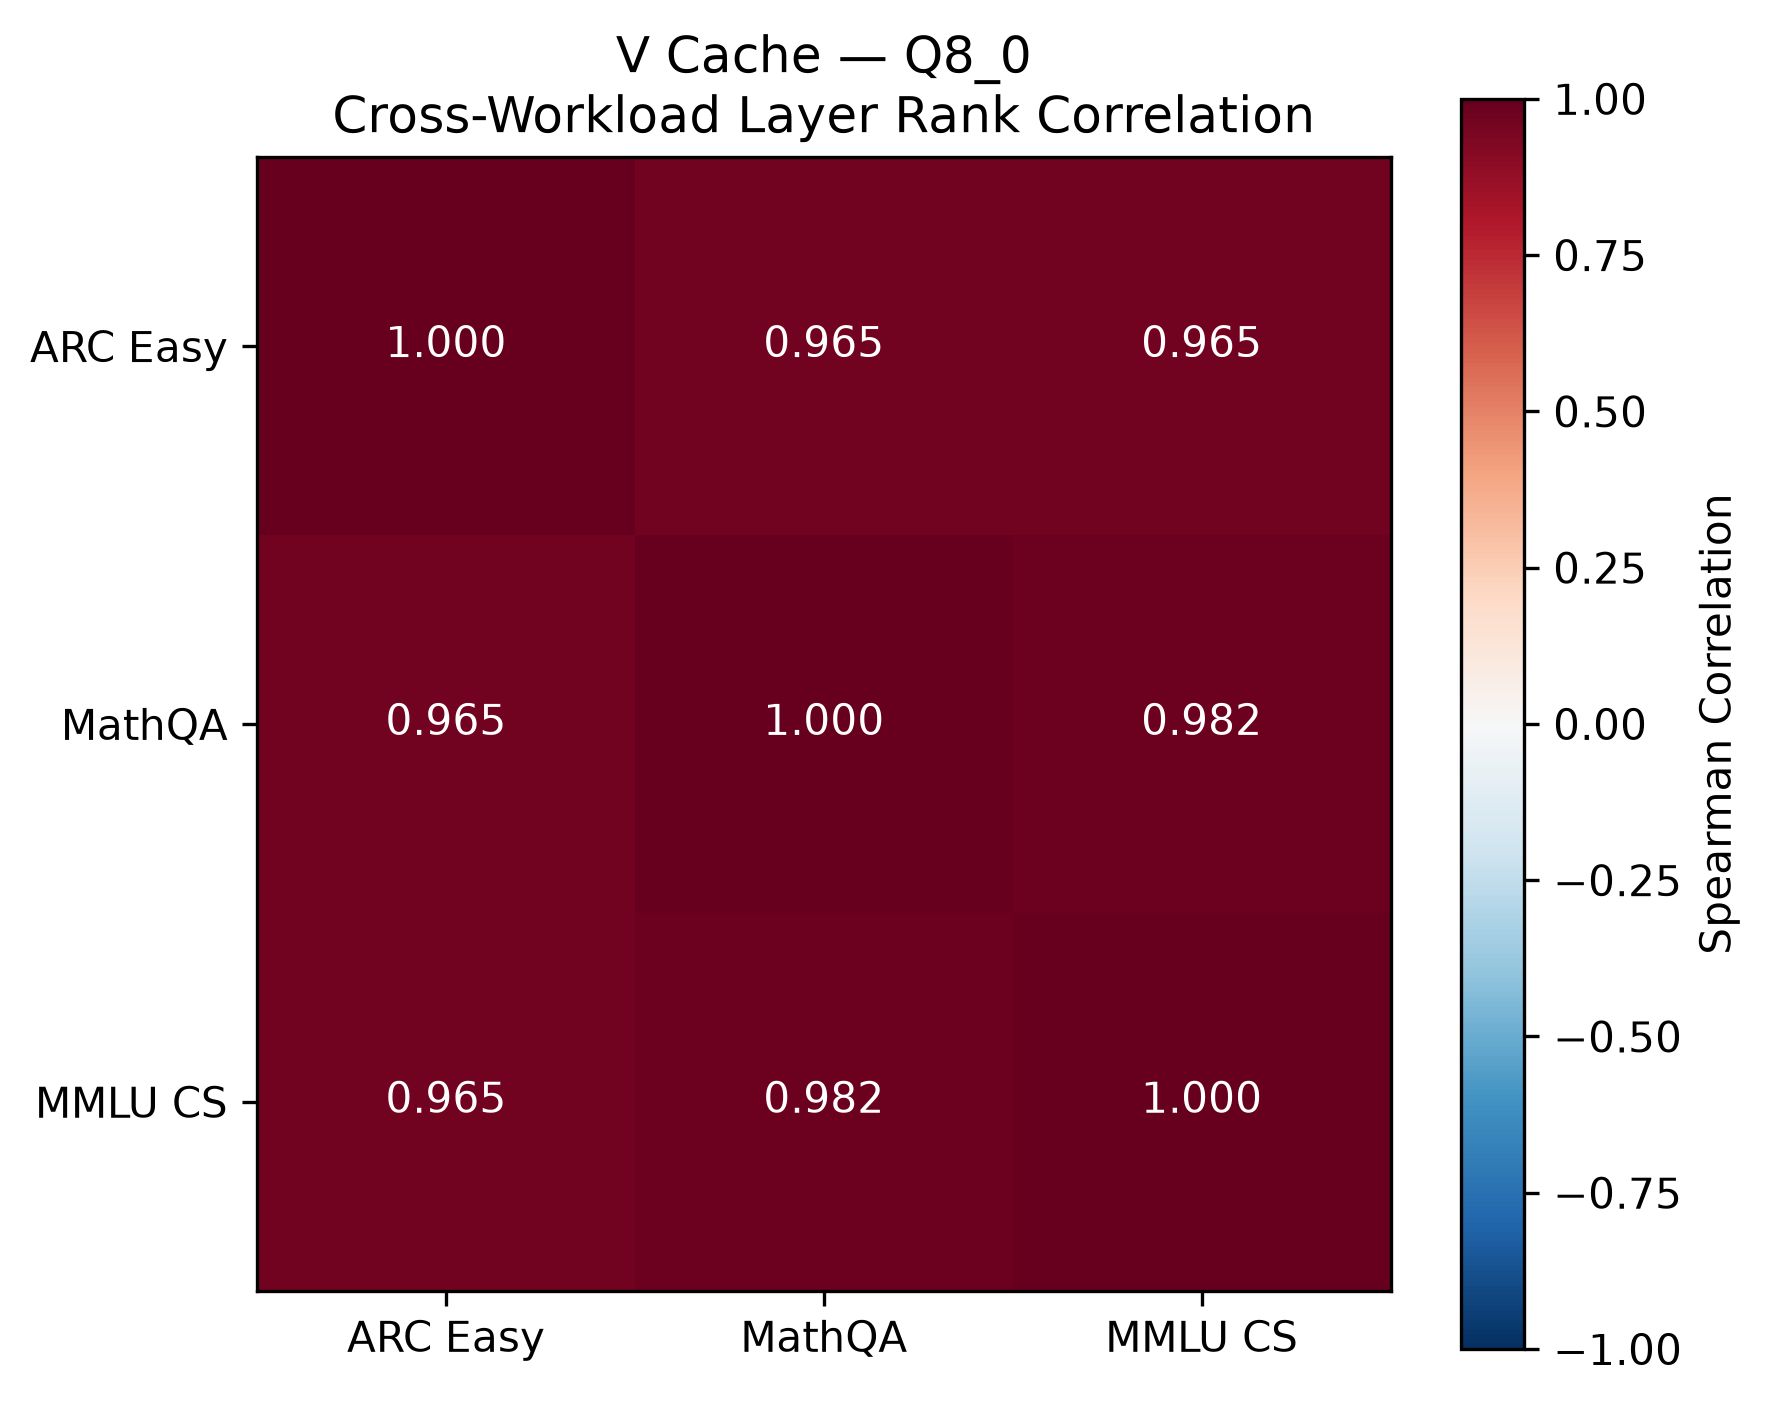 V Cache — Q8_0
Cross-Workload Layer Rank Correlation
ARC Easy
1.000
0.965
0.965
MathQA
0.965
1.000
0.982
MMLU CS
0.965
0.982
1.000
ARC Easy
MathQA
MMLU CS
1.00
0.75
0.50
0.25
0.00
−0.25
−0.50
−0.75
−1.00
Spearman Correlation